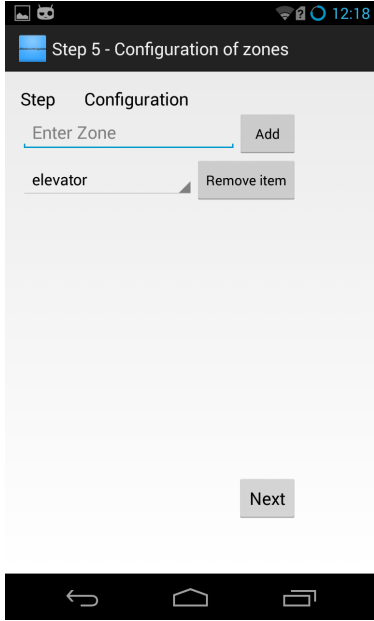 12:18
Step 5 - Configuration of zones
Step Configuration
Enter Zone Add
elevator Remove item
Next